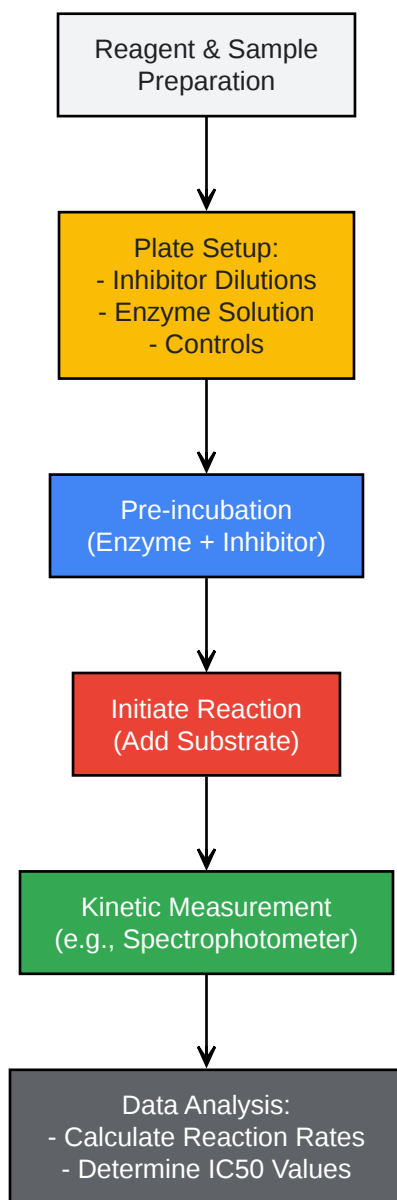 Reagent & Sample
Preparation
Plate Setup:
- Inhibitor Dilutions
- Enzyme Solution
- Controls
Pre-incubation
(Enzyme + Inhibitor)
Initiate Reaction
(Add Substrate)
Kinetic Measurement
(e.g., Spectrophotometer)
Data Analysis:
- Calculate Reaction Rates
- Determine IC50 Values